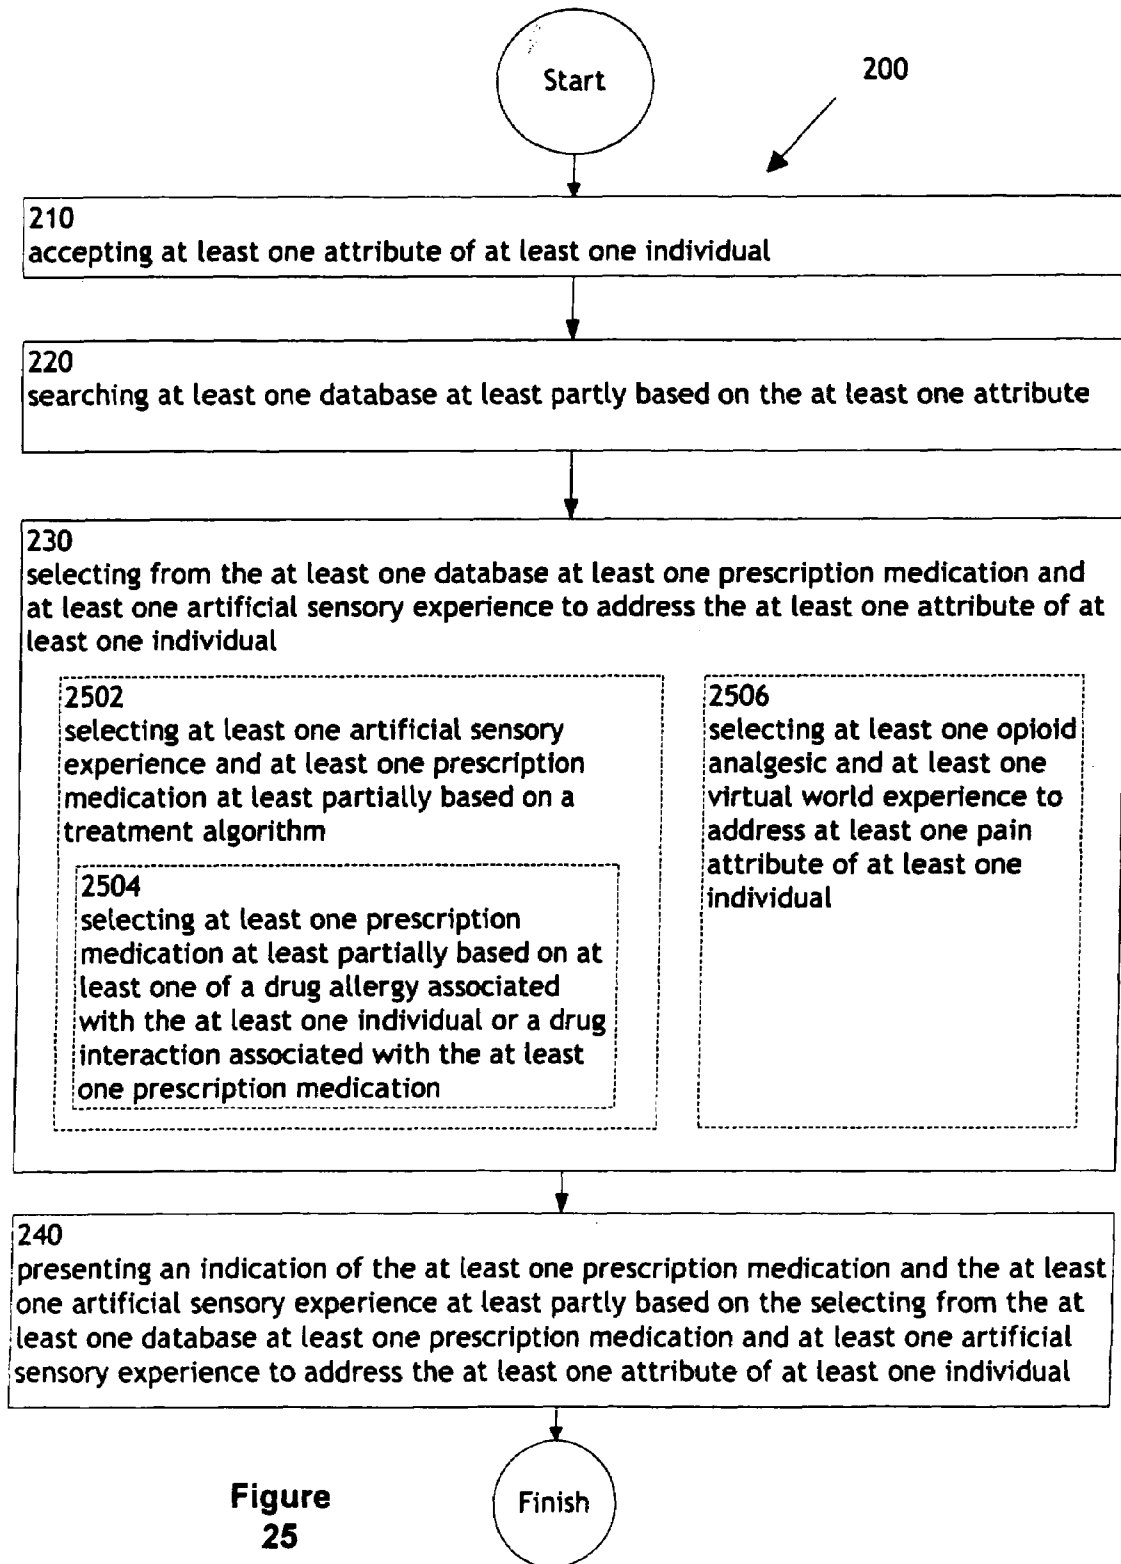 Start
200
210
accepting at least one attribute of at least one individual
220
searching at least one database at least partly based on the at least one attribute
230
selecting from the at least one database at least one prescription medication and
at least one artificial sensory experience to address the at least one attribute of at
least one individual
2502
selecting at least one artificial sensory
experience and at least one prescription
medication at least partially based on a
treatment algorithm
2504
selecting at least one prescription
medication at least partially based on at
least one of a drug allergy associated
with the at least one individual or a drug
interaction associated with the at least
one prescription medication
2506
selecting at least one opioid
analgesic and at least one
virtual world experience to
address at least one pain
attribute of at least one
individual
240
presenting an indication of the at least one prescription medication and the at least
one artificial sensory experience at least partly based on the selecting from the at
least one database at least one prescription medication and at least one artificial
sensory experience to address the at least one attribute of at least one individual
Finish
Figure
25